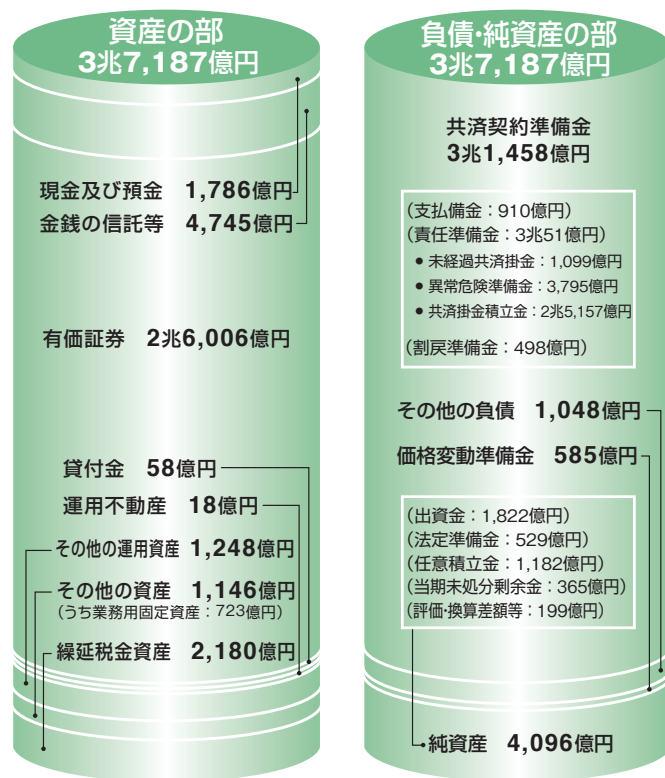 資産の部
3兆7,187億円
現金及び預金 1,786億円
金銭の信託等 4,745億円
有価証券 2兆6,006億円
貸付金 58億円
運用不動産 18億円
その他の運用資産 1,248億円
その他の資産 1,146億円
(うち業務用固定資産：723億円)
繰延税金資産 2,180億円
負債・純資産の部
3兆7,187億円
共済契約準備金
3兆1,458億円
(支払備金：910億円)
(責任準備金：3兆51億円)
● 未経過共済掛金：1,099億円
● 異常危険準備金：3,795億円
● 共済掛金積立金：2兆5,157億円
(割戻準備金：498億円)
その他の負債 1,048億円
価格変動準備金 585億円
(出資金：1,822億円)
(法定準備金：529億円)
(任意積立金：1,182億円)
(当期未処分剰余金：365億円)
(評価・換算差額等：199億円)
純資産 4,096億円